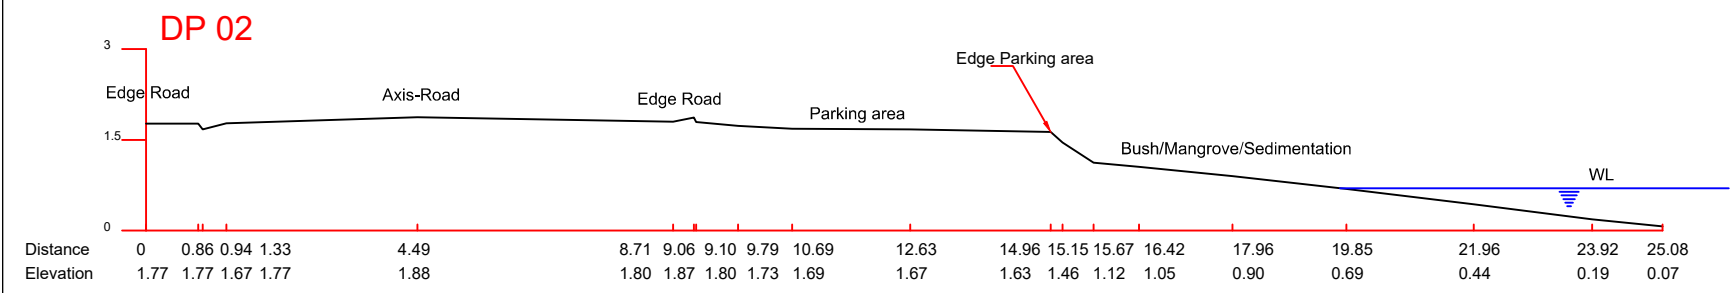 DP 02
3
Edge Parking area
Edge Road
Axis-Road
Edge Road
Parking area
1.5
Bush/Mangrove/Sedimentation
WL
0
Distance 0 0.86 0.94 1.33 4.49 8.71 9.06 9.10 9.79 10.69 12.63 14.96 15.15 15.67 16.42 17.96 19.85 21.96 23.92 25.08
Elevation 1.77 1.77 1.67 1.77 1.88 1.80 1.87 1.80 1.73 1.69 1.67 1.63 1.46 1.12 1.05 0.90 0.69 0.44 0.19 0.07